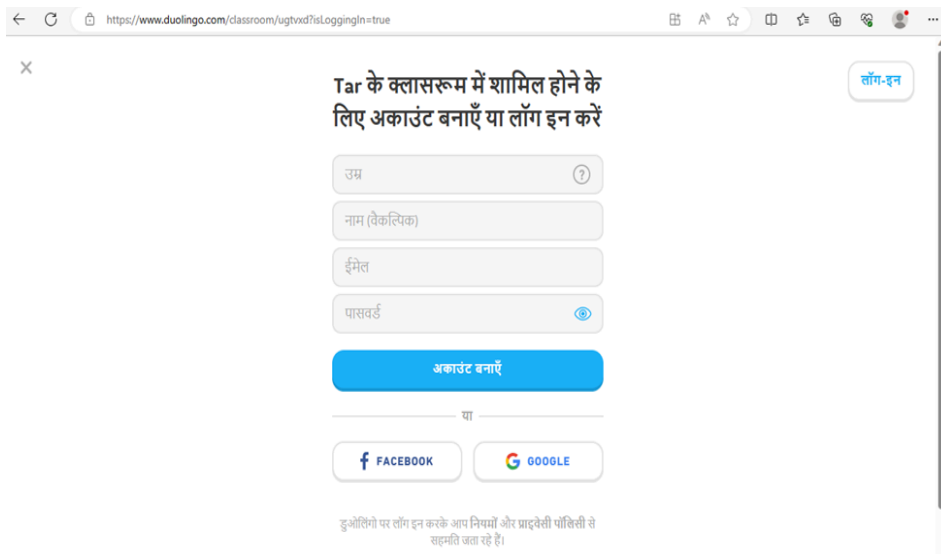 https://www.duolingo.com/classroom/ugtvxd?isLoggingIn=true
लॉग-इन
Tar के क्लासरूम में शामिल होने के
लिए अकाउंट बनाएँ या लॉग इन करें
उम्र
नाम (वैकल्पिक)
ईमेल
पासवर्ड
अकाउंट बनाएँ
या
FACEBOOK
GOOGLE
डुओलिंगो पर लॉग इन करके आप नियमों और प्राइवेसी पॉलिसी से
सहमति जता रहे हैं।